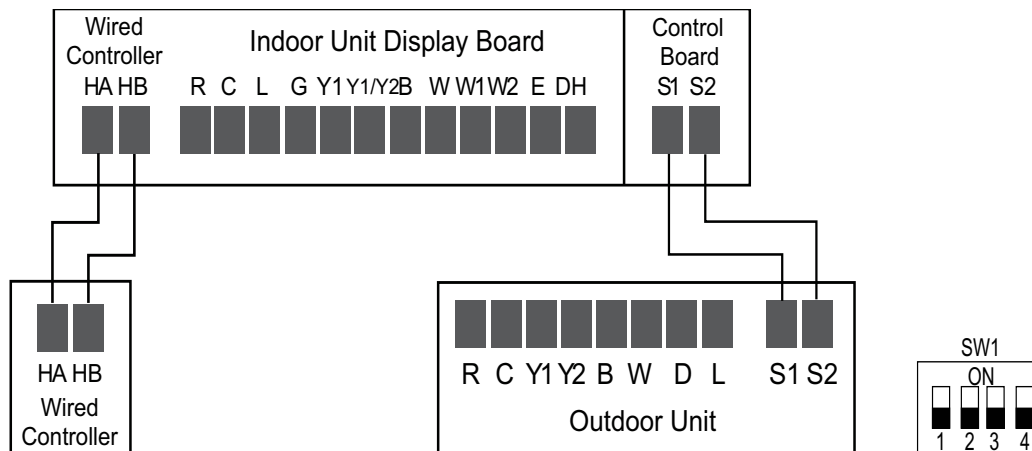 Wired
Controller
Indoor Unit Display Board
Control
Board
HA HB R C L G Y1 Y1/Y2 B W W1 W2 E DH S1 S2
HA HB
Wired
Controller
R C Y1 Y2 B W D L S1 S2
Outdoor Unit
SW1
ON
1 2 3 4